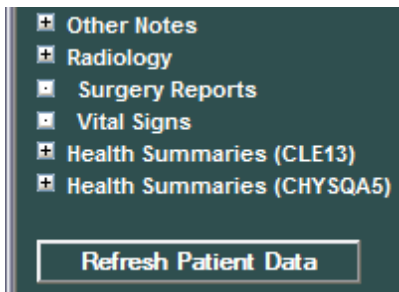 Other Notes
Radiology
Surgery Reports
Vital Signs
Health Summaries (CLE13)
Health Summaries (CHYSQA5)
Refresh Patient Data